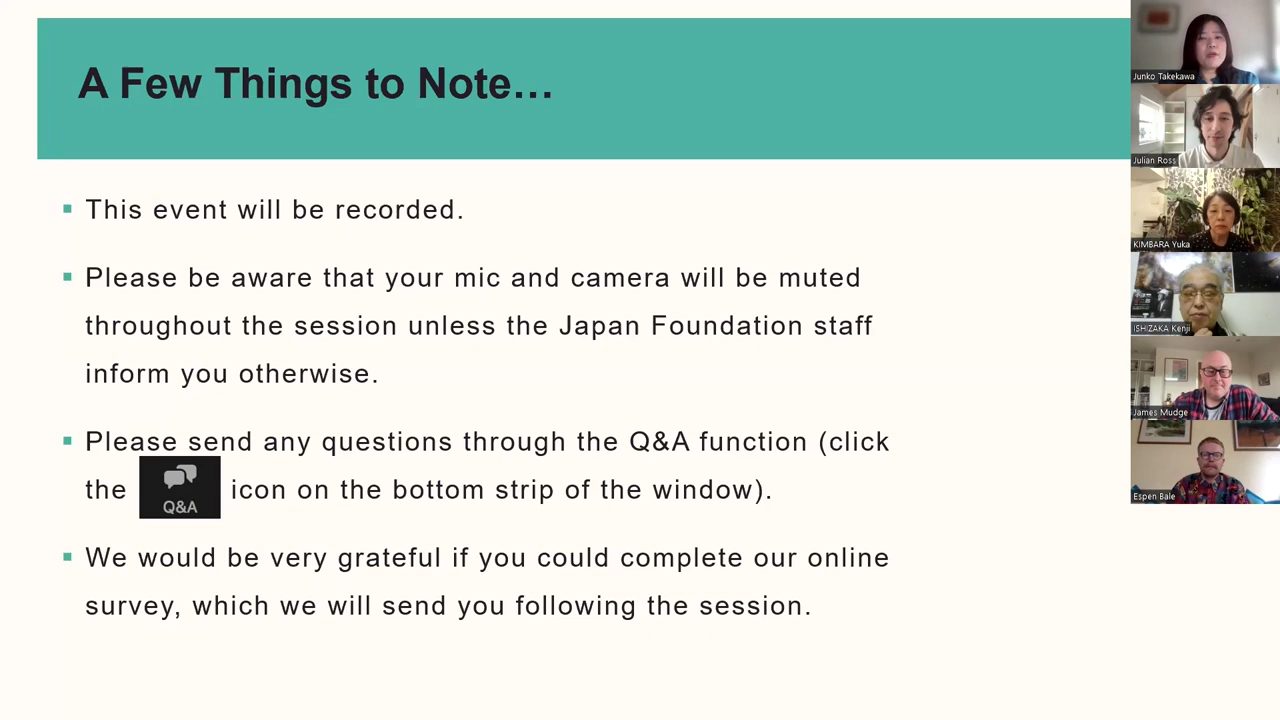 A Few Things to Note…
This event will be recorded.
Please be aware that your mic and camera will be muted
throughout the session unless the Japan Foundation staff
inform you otherwise.
Please send any questions through the Q&A function (click
the Q&A icon on the bottom strip of the window).
We would be very grateful if you could complete our online
survey, which we will send you following the session.
Junko Takekawa
Julian Ross
KIMBARA Yuka
ISHIZAKA Kenji
James Mudge
Espen Bale